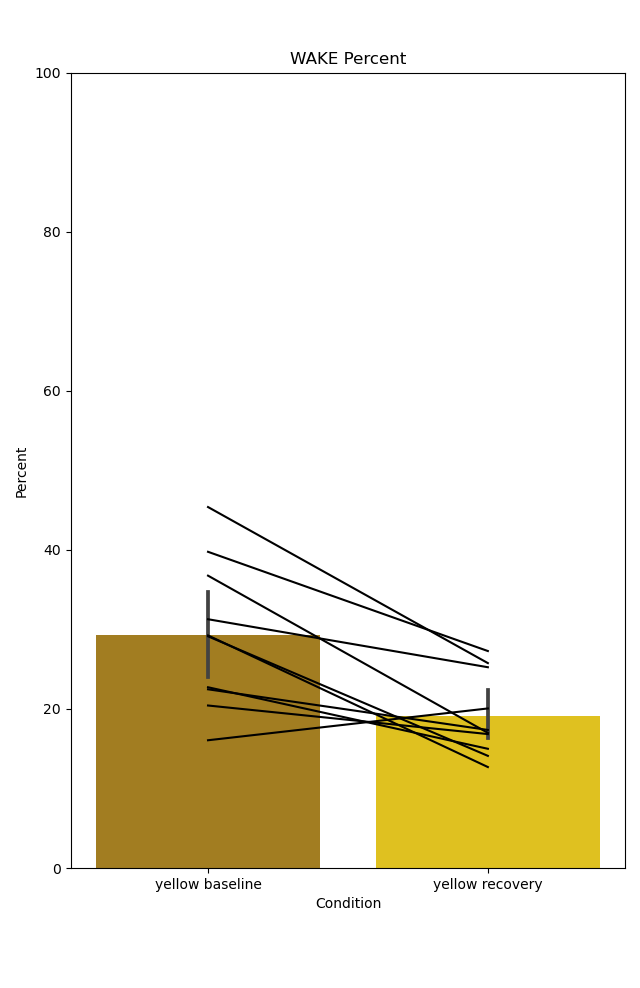 WAKE Percent
100
80
60
40
20
0
Percent
yellow baseline
yellow recovery
Condition